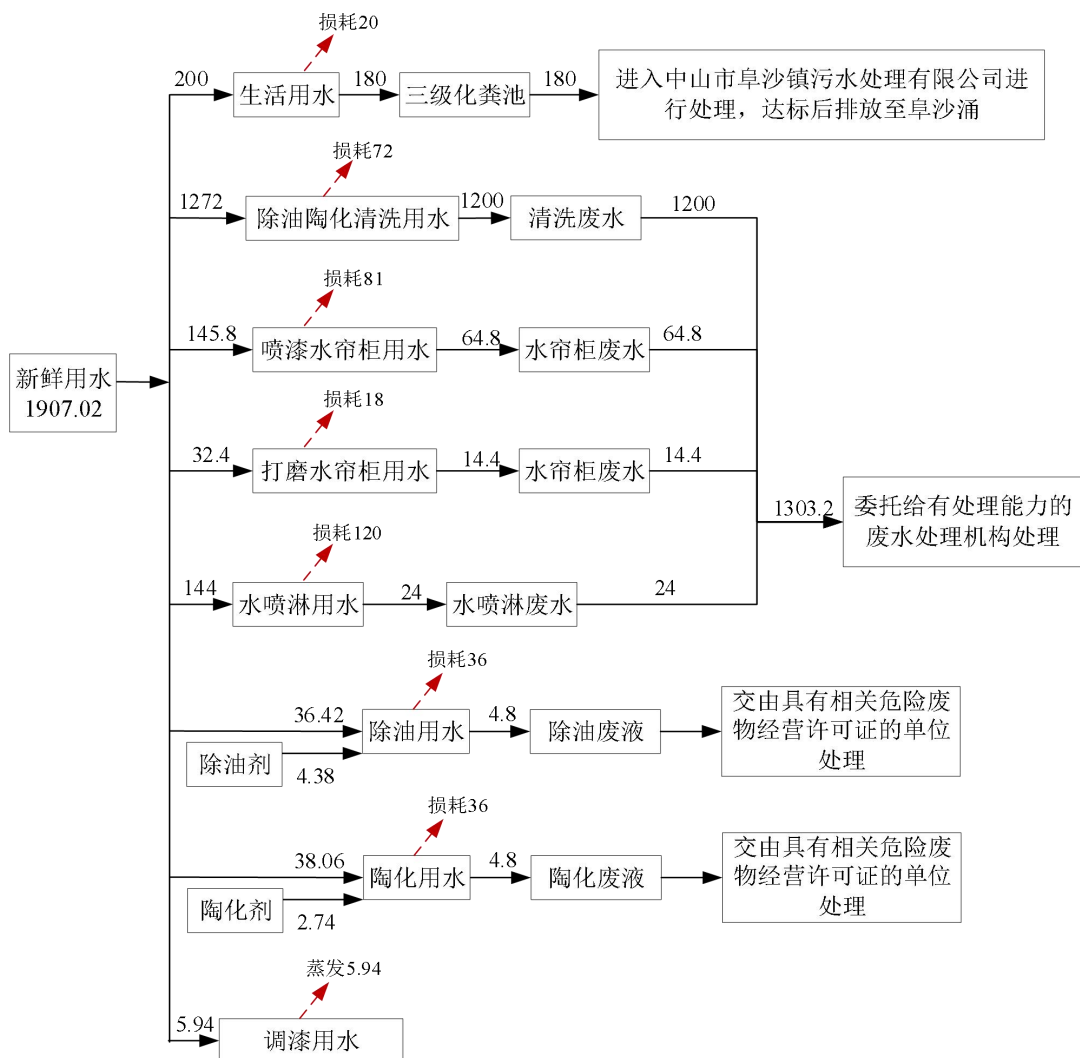 损耗20
200
生活用水
180
三级化粪池
180
进入中山市阜沙镇污水处理有限公司进
行处理，达标后排放至阜沙涌
损耗72
1272
除油陶化清洗用水
1200
清洗废水
1200
损耗81
145.8
喷漆水帘柜用水
64.8
水帘柜废水
64.8
新鲜用水
1907.02
损耗18
32.4
打磨水帘柜用水
14.4
水帘柜废水
14.4
1303.2
委托给有处理能力的
废水处理机构处理
损耗120
144
水喷淋用水
24
水喷淋废水
24
损耗36
36.42
除油用水
4.8
除油废液
交由具有相关危险废
物经营许可证的单位
处理
除油剂
4.38
损耗36
38.06
陶化用水
4.8
陶化废液
交由具有相关危险废
物经营许可证的单位
处理
陶化剂
2.74
蒸发5.94
5.94
调漆用水